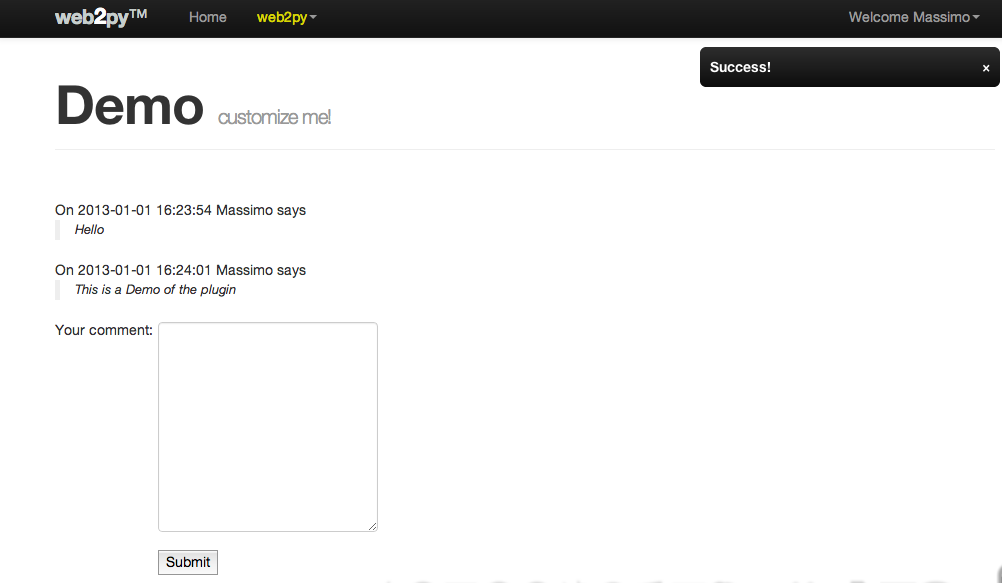 web2py™ Home web2py Welcome Massimo
Success! ×
Demo customize me!
On 2013-01-01 16:23:54 Massimo says
Hello
On 2013-01-01 16:24:01 Massimo says
This is a Demo of the plugin
Your comment:
Submit